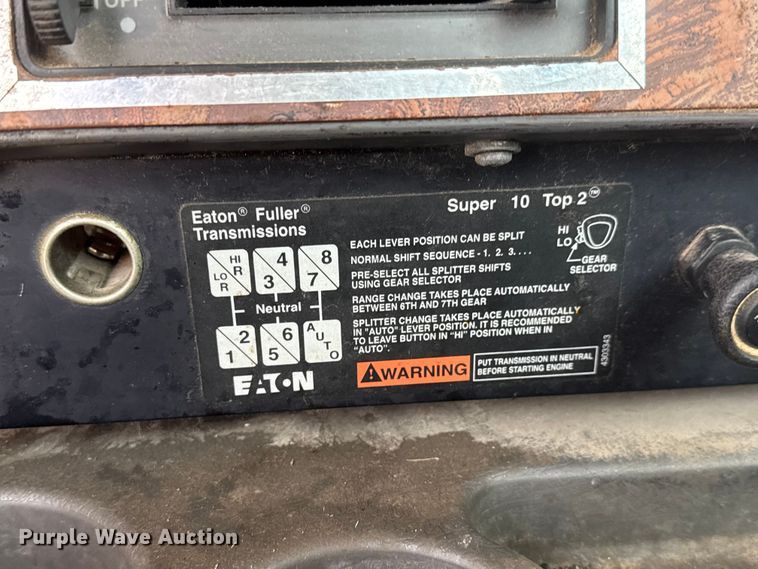 OFF
Eaton® Fuller®
Transmissions
Super 10 Top 2™
HI
LO
GEAR
SELECTOR
EACH LEVER POSITION CAN BE SPLIT
NORMAL SHIFT SEQUENCE - 1. 2. 3. . . .
PRE-SELECT ALL SPLITTER SHIFTS
USING GEAR SELECTOR
RANGE CHANGE TAKES PLACE AUTOMATICALLY
BETWEEN 6TH AND 7TH GEAR
SPLITTER CHANGE TAKES PLACE AUTOMATICALLY
IN "AUTO" LEVER POSITION. IT IS RECOMMENDED
TO LEAVE BUTTON IN "HI" POSITION WHEN IN
"AUTO".
HI R 4 8
LO R 3 7
Neutral
2 6 AUTO
1 5
EATON
WARNING
PUT TRANSMISSION IN NEUTRAL
BEFORE STARTING ENGINE
4303343
Purple Wave Auction